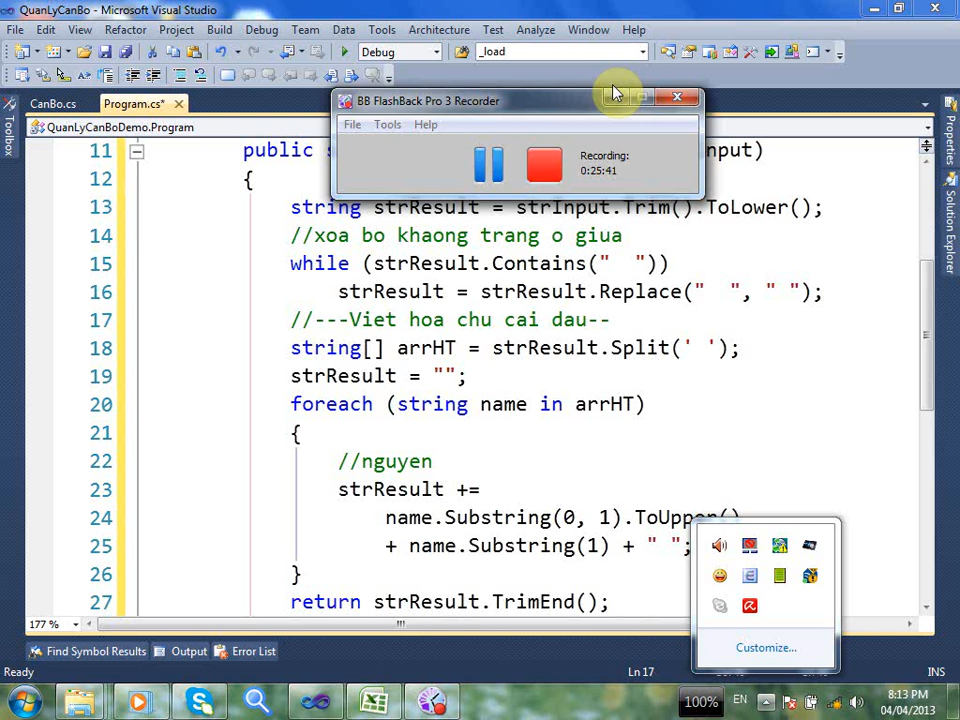 QuanLyCanBo - Microsoft Visual Studio
File Edit View Refactor Project Build Debug Team Data Tools Architecture Test Analyze Window Help
Debug _load
CanBo.cs Program.cs*
BB FlashBack Pro 3 Recorder
File Tools Help
Recording:
0:25:41
QuanLyCanBoDemo.Program
Toolbox
Properties
Solution Explorer
11 public
12 {
13 string strResult = strInput.Trim().ToLower();
14 //xoa bo khaong trang o giua
15 while (strResult.Contains("  "))
16 strResult = strResult.Replace("  ", " ");
17 //---Viet hoa chu cai dau--
18 string[] arrHT = strResult.Split(' ');
19 strResult = "";
20 foreach (string name in arrHT)
21 {
22 //nguyen
23 strResult +=
24 name.Substring(0, 1).ToUpper()
25 + name.Substring(1) + " ";
26 }
27 return strResult.TrimEnd();
177 %
Customize...
Find Symbol Results Output Error List
Ready Ln 17 INS
100% EN 8:13 PM
04/04/2013